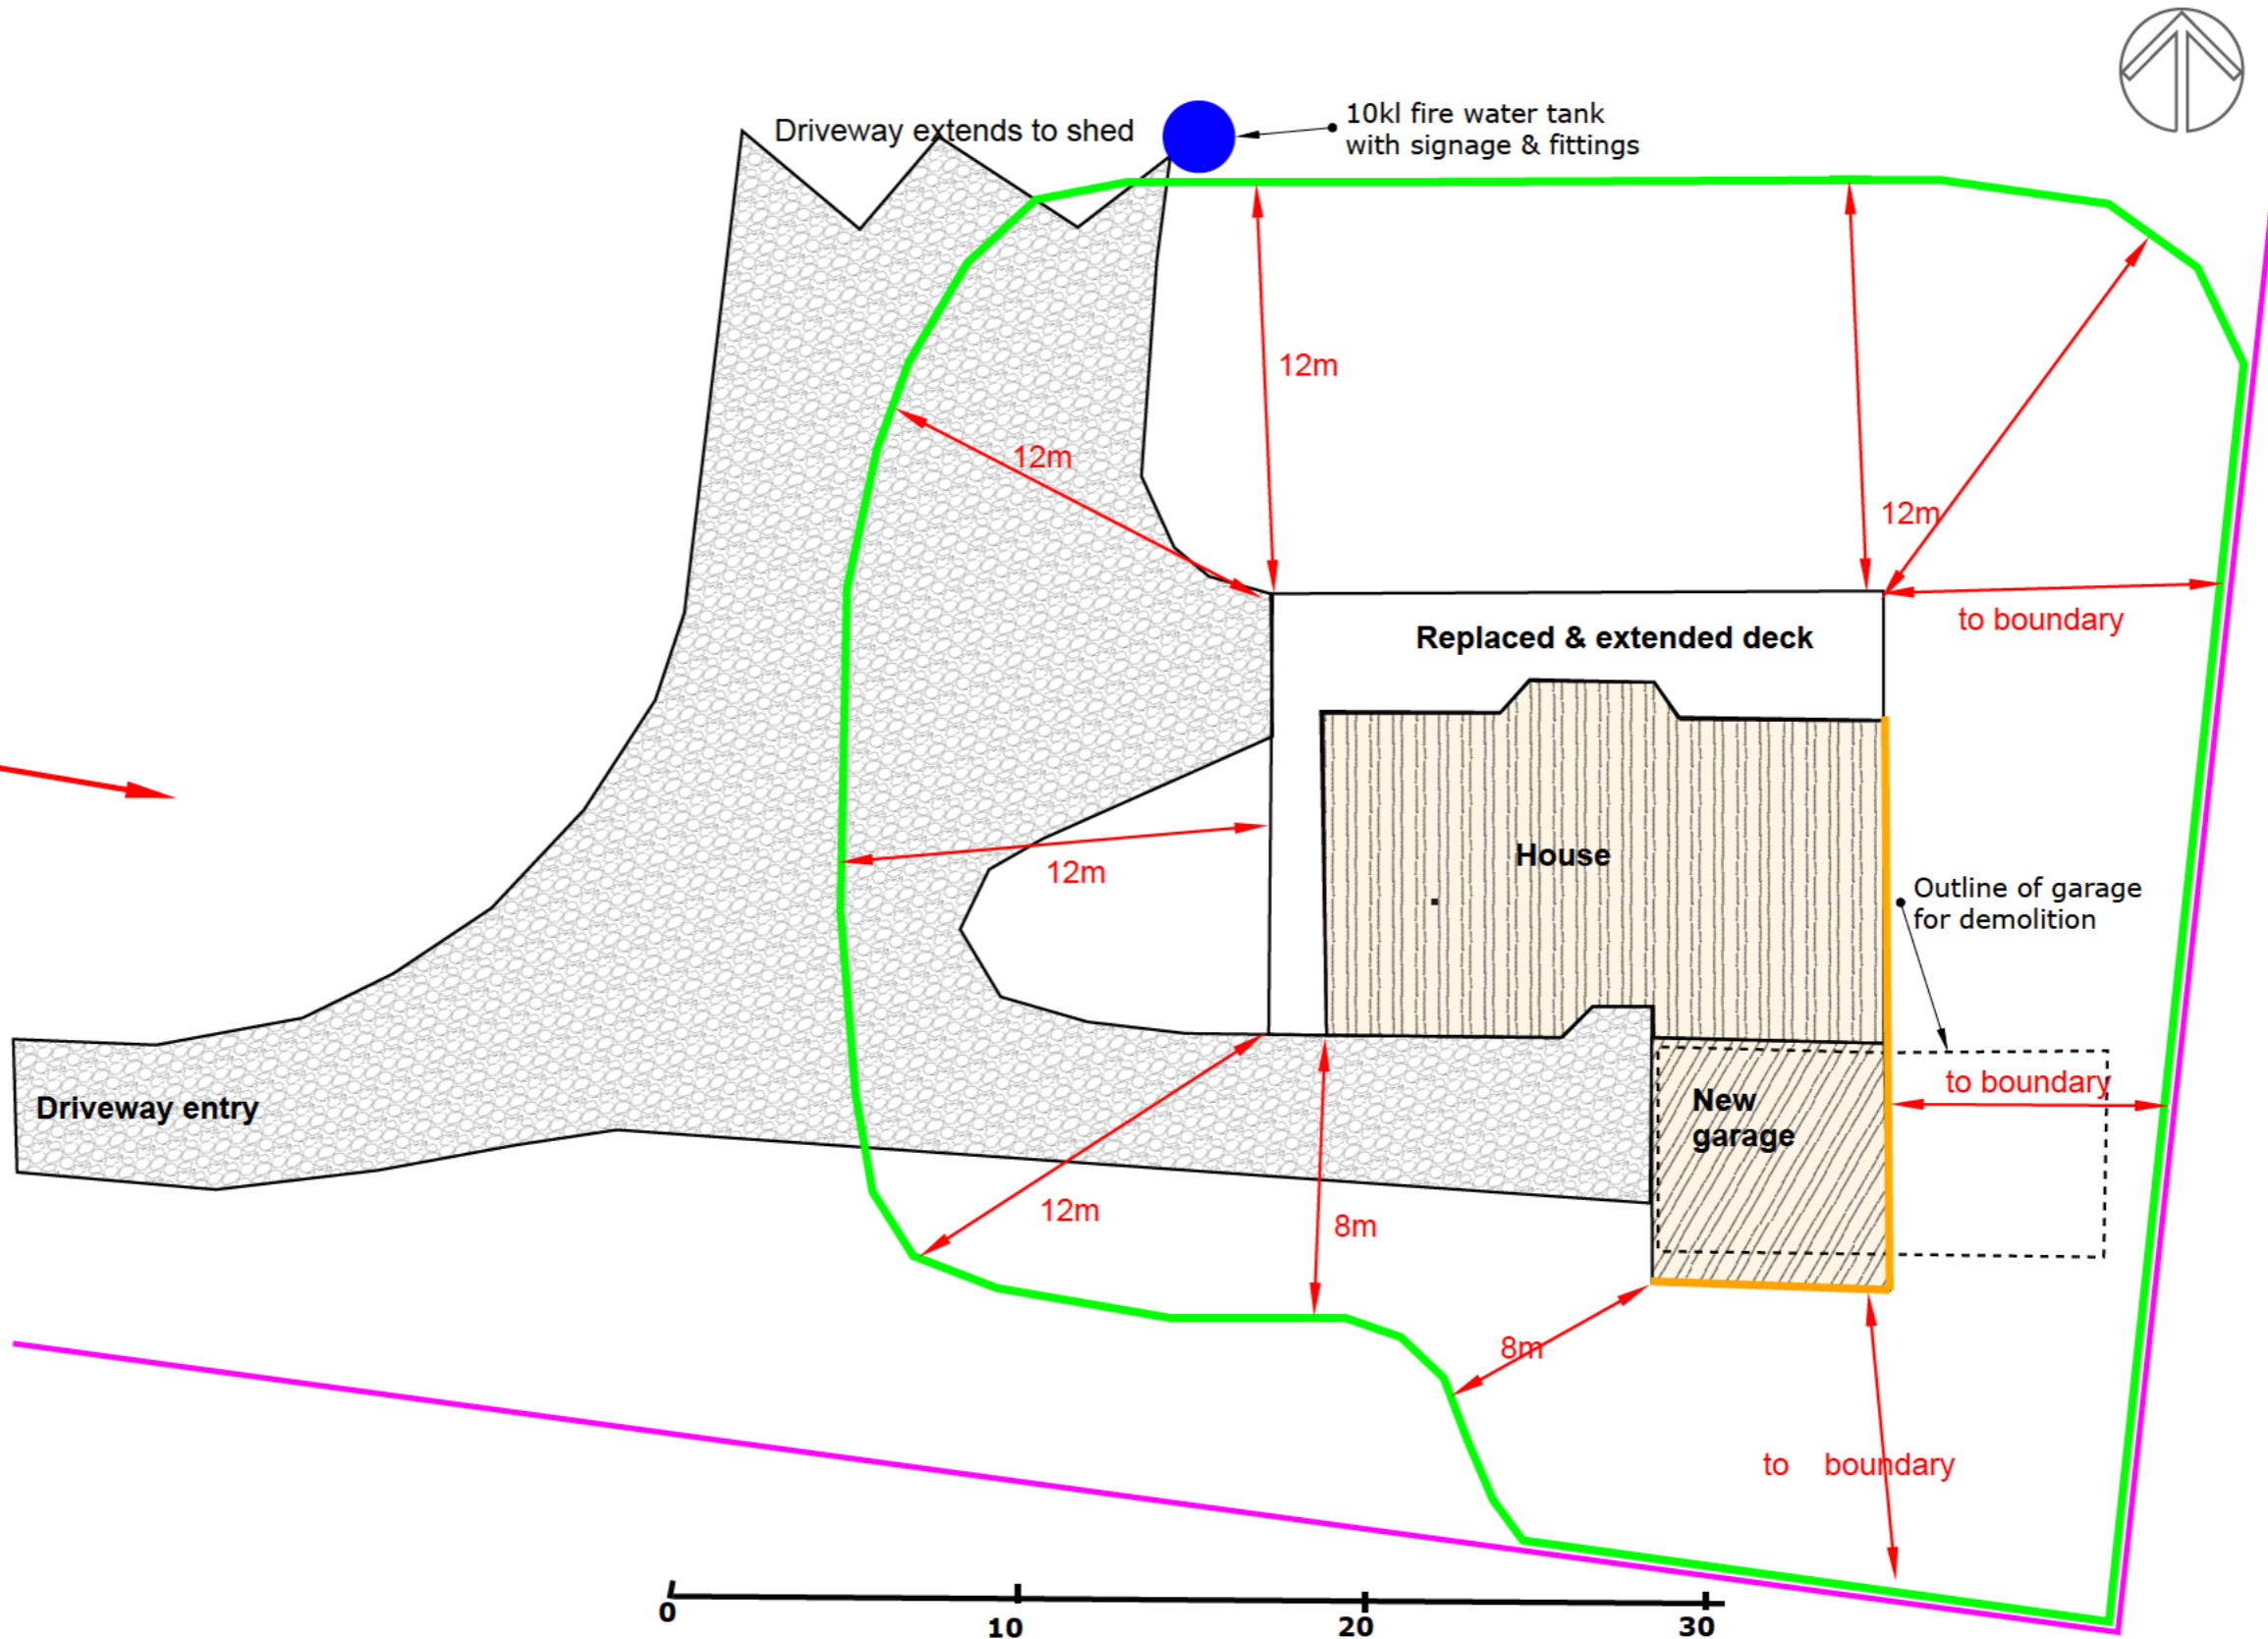 10kl fire water tank
with signage & fittings
Driveway extends to shed
12m
12m
12m
to boundary
Replaced & extended deck
House
12m
Outline of garage
for demolition
to boundary
New
garage
Driveway entry
12m
8m
8m
to boundary
0
10
20
30